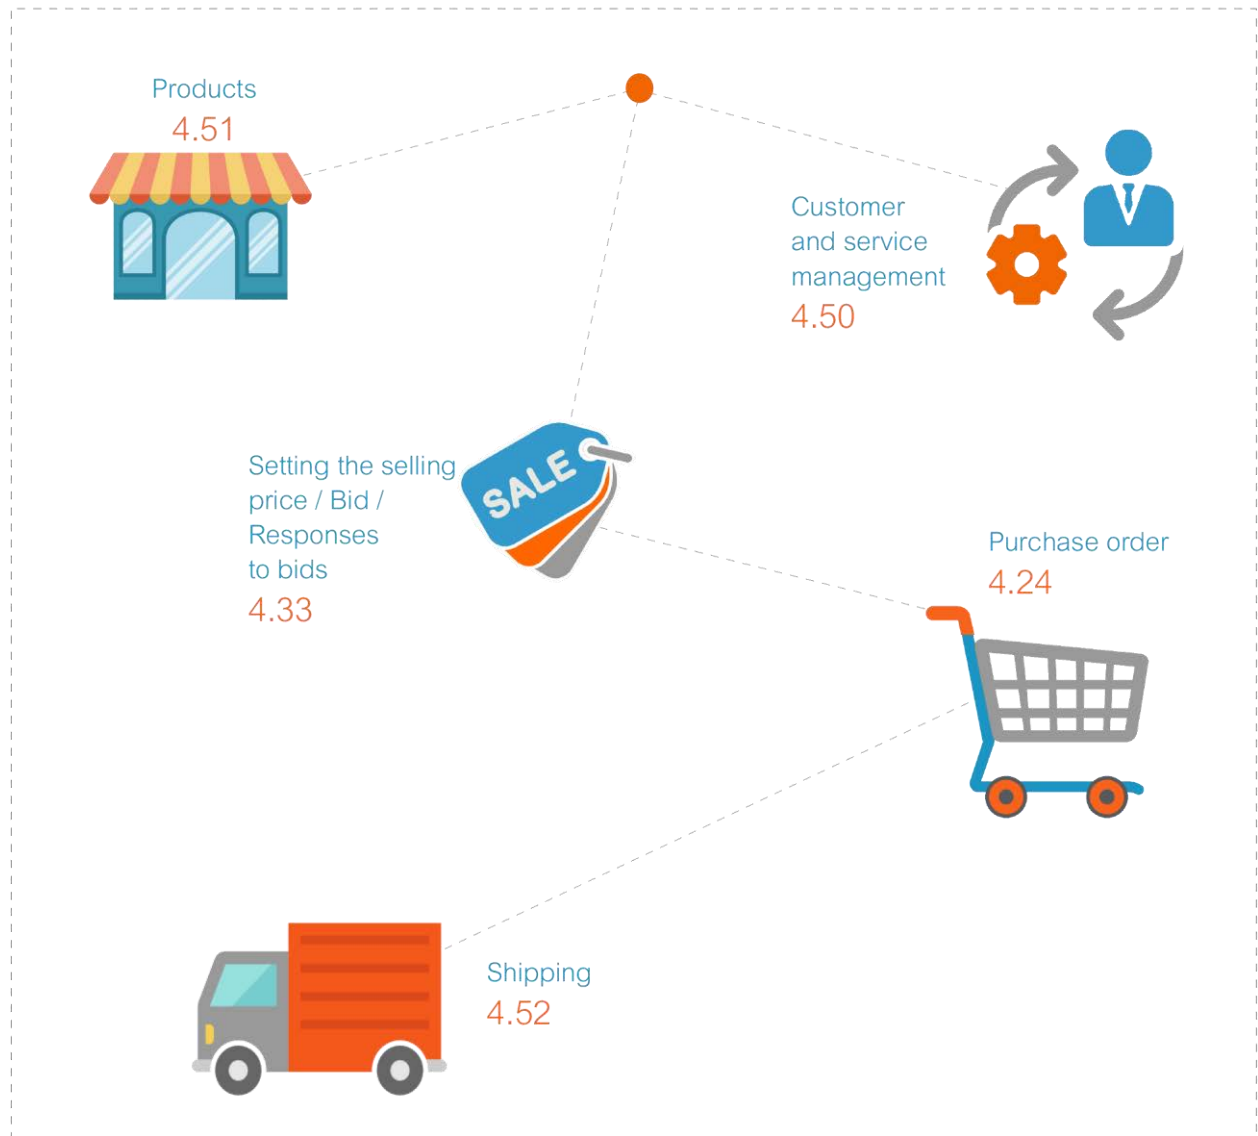 Products
4.51
Customer
and service
management
4.50
SALE
Setting the selling
price / Bid /
Responses
to bids
4.33
Purchase order
4.24
Shipping
4.52